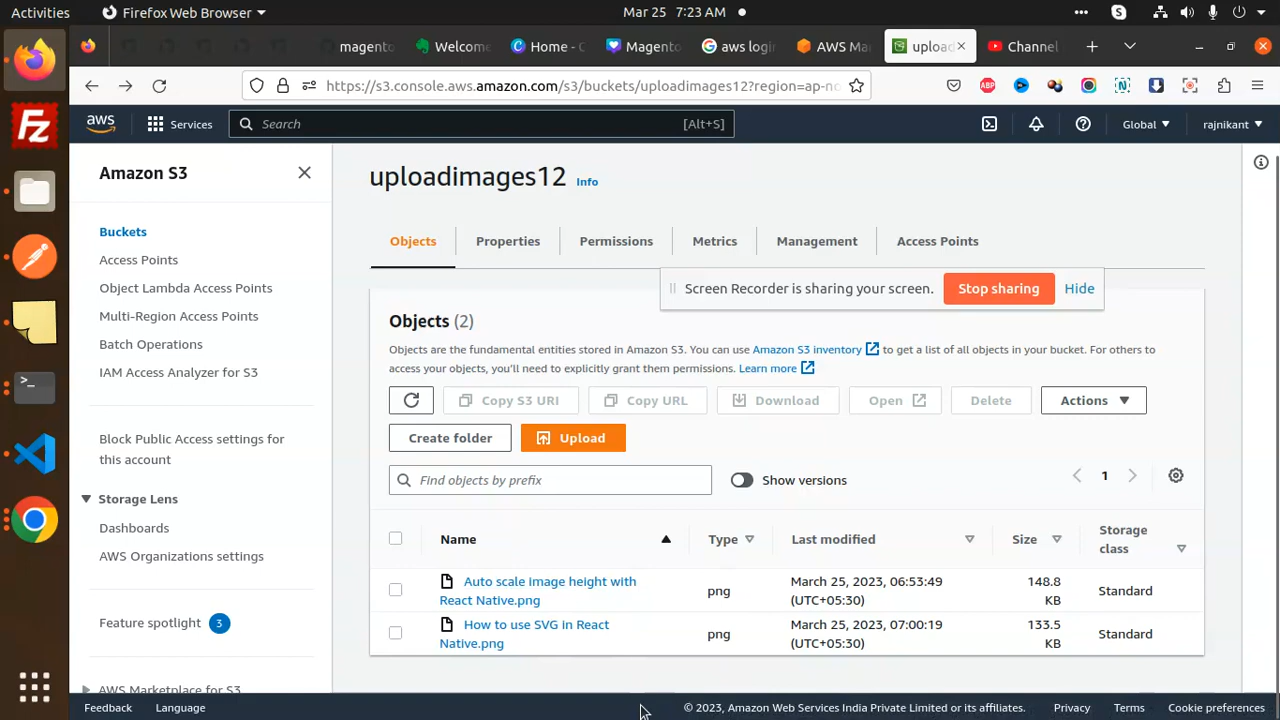 Activities
Firefox Web Browser
Mar 25 7:23 AM
magento
Welcome
Home - C
Magento
aws login
AWS Ma
upload
Channel
https://s3.console.aws.amazon.com/s3/buckets/uploadimages12?region=ap-no
ABP
aws
Services
Search
[Alt+S]
Global
rajnikant
Amazon S3
Buckets
Access Points
Object Lambda Access Points
Multi-Region Access Points
Batch Operations
IAM Access Analyzer for S3
Block Public Access settings for
this account
Storage Lens
Dashboards
AWS Organizations settings
Feature spotlight 3
AWS Marketplace for S3
uploadimages12 Info
Objects
Properties
Permissions
Metrics
Management
Access Points
Screen Recorder is sharing your screen.
Stop sharing
Hide
Objects (2)
Objects are the fundamental entities stored in Amazon S3. You can use Amazon S3 inventory to get a list of all objects in your bucket. For others to
access your objects, you'll need to explicitly grant them permissions. Learn more
Copy S3 URI
Copy URL
Download
Open
Delete
Actions
Create folder
Upload
Find objects by prefix
Show versions
1
Name
Type
Last modified
Size
Storage
class
Auto scale image height with
React Native.png
png
March 25, 2023, 06:53:49
(UTC+05:30)
148.8
KB
Standard
How to use SVG in React
Native.png
png
March 25, 2023, 07:00:19
(UTC+05:30)
133.5
KB
Standard
Feedback
Language
© 2023, Amazon Web Services India Private Limited or its affiliates.
Privacy
Terms
Cookie preferences